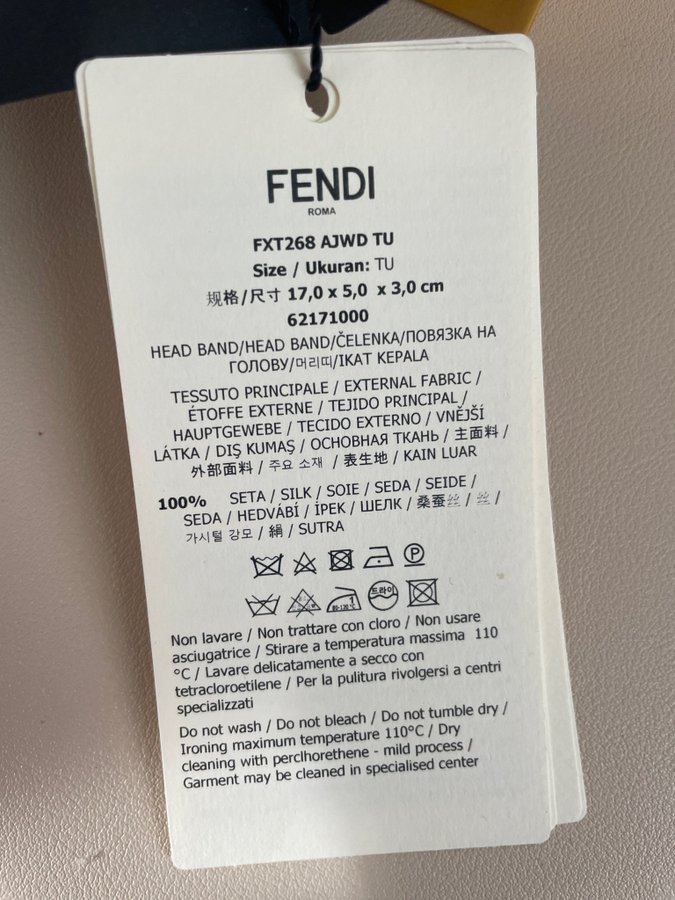 FENDI
ROMA
FXT268 AJWD TU
Size / Ukuran: TU
规格/尺寸 17,0 x 5,0 x 3,0 cm
62171000
HEAD BAND/HEAD BAND/ČELENKA/ПОВЯЗКА НА
ГОЛОВУ/머리띠/IKAT KEPALA
TESSUTO PRINCIPALE / EXTERNAL FABRIC /
ÉTOFFE EXTERNE / TEJIDO PRINCIPAL /
HAUPTGEWEBE / TECIDO EXTERNO / VNĚJŠÍ
LÁTKA / DIŞ KUMAŞ / ОСНОВНАЯ ТКАНЬ / 主面料 /
外部面料 / 주요 소재 / 表生地 / KAIN LUAR
100% SETA / SILK / SOIE / SEDA / SEIDE /
SEDA / HEDVÁBÍ / İPEK / ШЕЛК / 桑蚕丝 / 丝 /
가시털 강모 / 絹 / SUTRA
P
80-120℃ 1 드라이
Non lavare / Non trattare con cloro / Non usare
asciugatrice / Stirare a temperatura massima 110
°C / Lavare delicatamente a secco con
tetracloroetilene / Per la pulitura rivolgersi a centri
specializzati
Do not wash / Do not bleach / Do not tumble dry /
Ironing maximum temperature 110°C / Dry
cleaning with perclhorethene - mild process /
Garment may be cleaned in specialised center